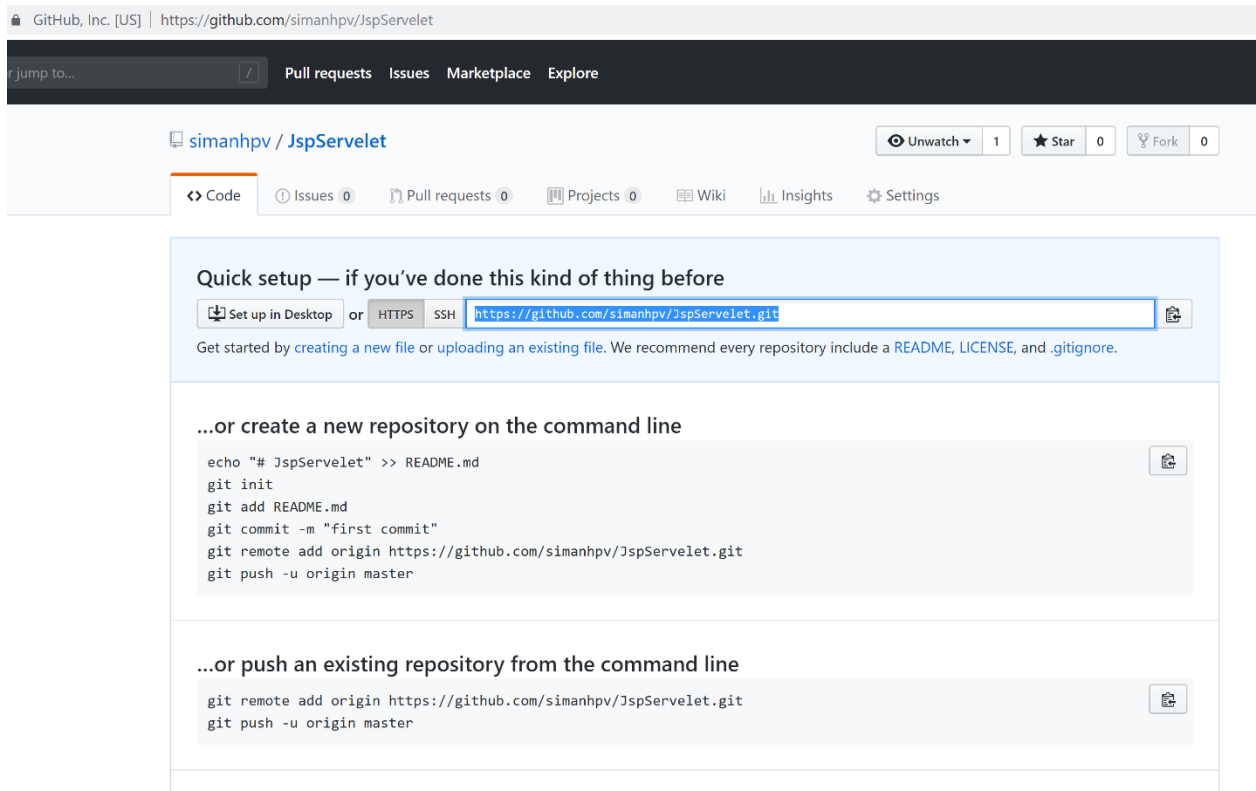 GitHub, Inc. [US] | https://github.com/simanhpv/JspServelet
r jump to... / Pull requests Issues Marketplace Explore
simanhpv / JspServelet Unwatch 1 Star 0 Fork 0
Code Issues 0 Pull requests 0 Projects 0 Wiki Insights Settings
Quick setup — if you’ve done this kind of thing before
Set up in Desktop or HTTPS SSH https://github.com/simanhpv/JspServelet.git
Get started by creating a new file or uploading an existing file. We recommend every repository include a README, LICENSE, and .gitignore.
…or create a new repository on the command line
echo "# JspServelet" >> README.md
git init
git add README.md
git commit -m "first commit"
git remote add origin https://github.com/simanhpv/JspServelet.git
git push -u origin master
…or push an existing repository from the command line
git remote add origin https://github.com/simanhpv/JspServelet.git
git push -u origin master